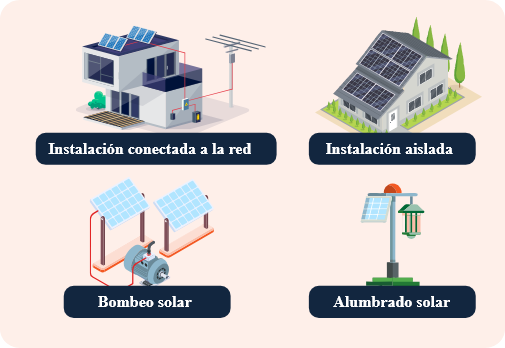 Instalación conectada a la red
Instalación aislada
Bombeo solar
Alumbrado solar